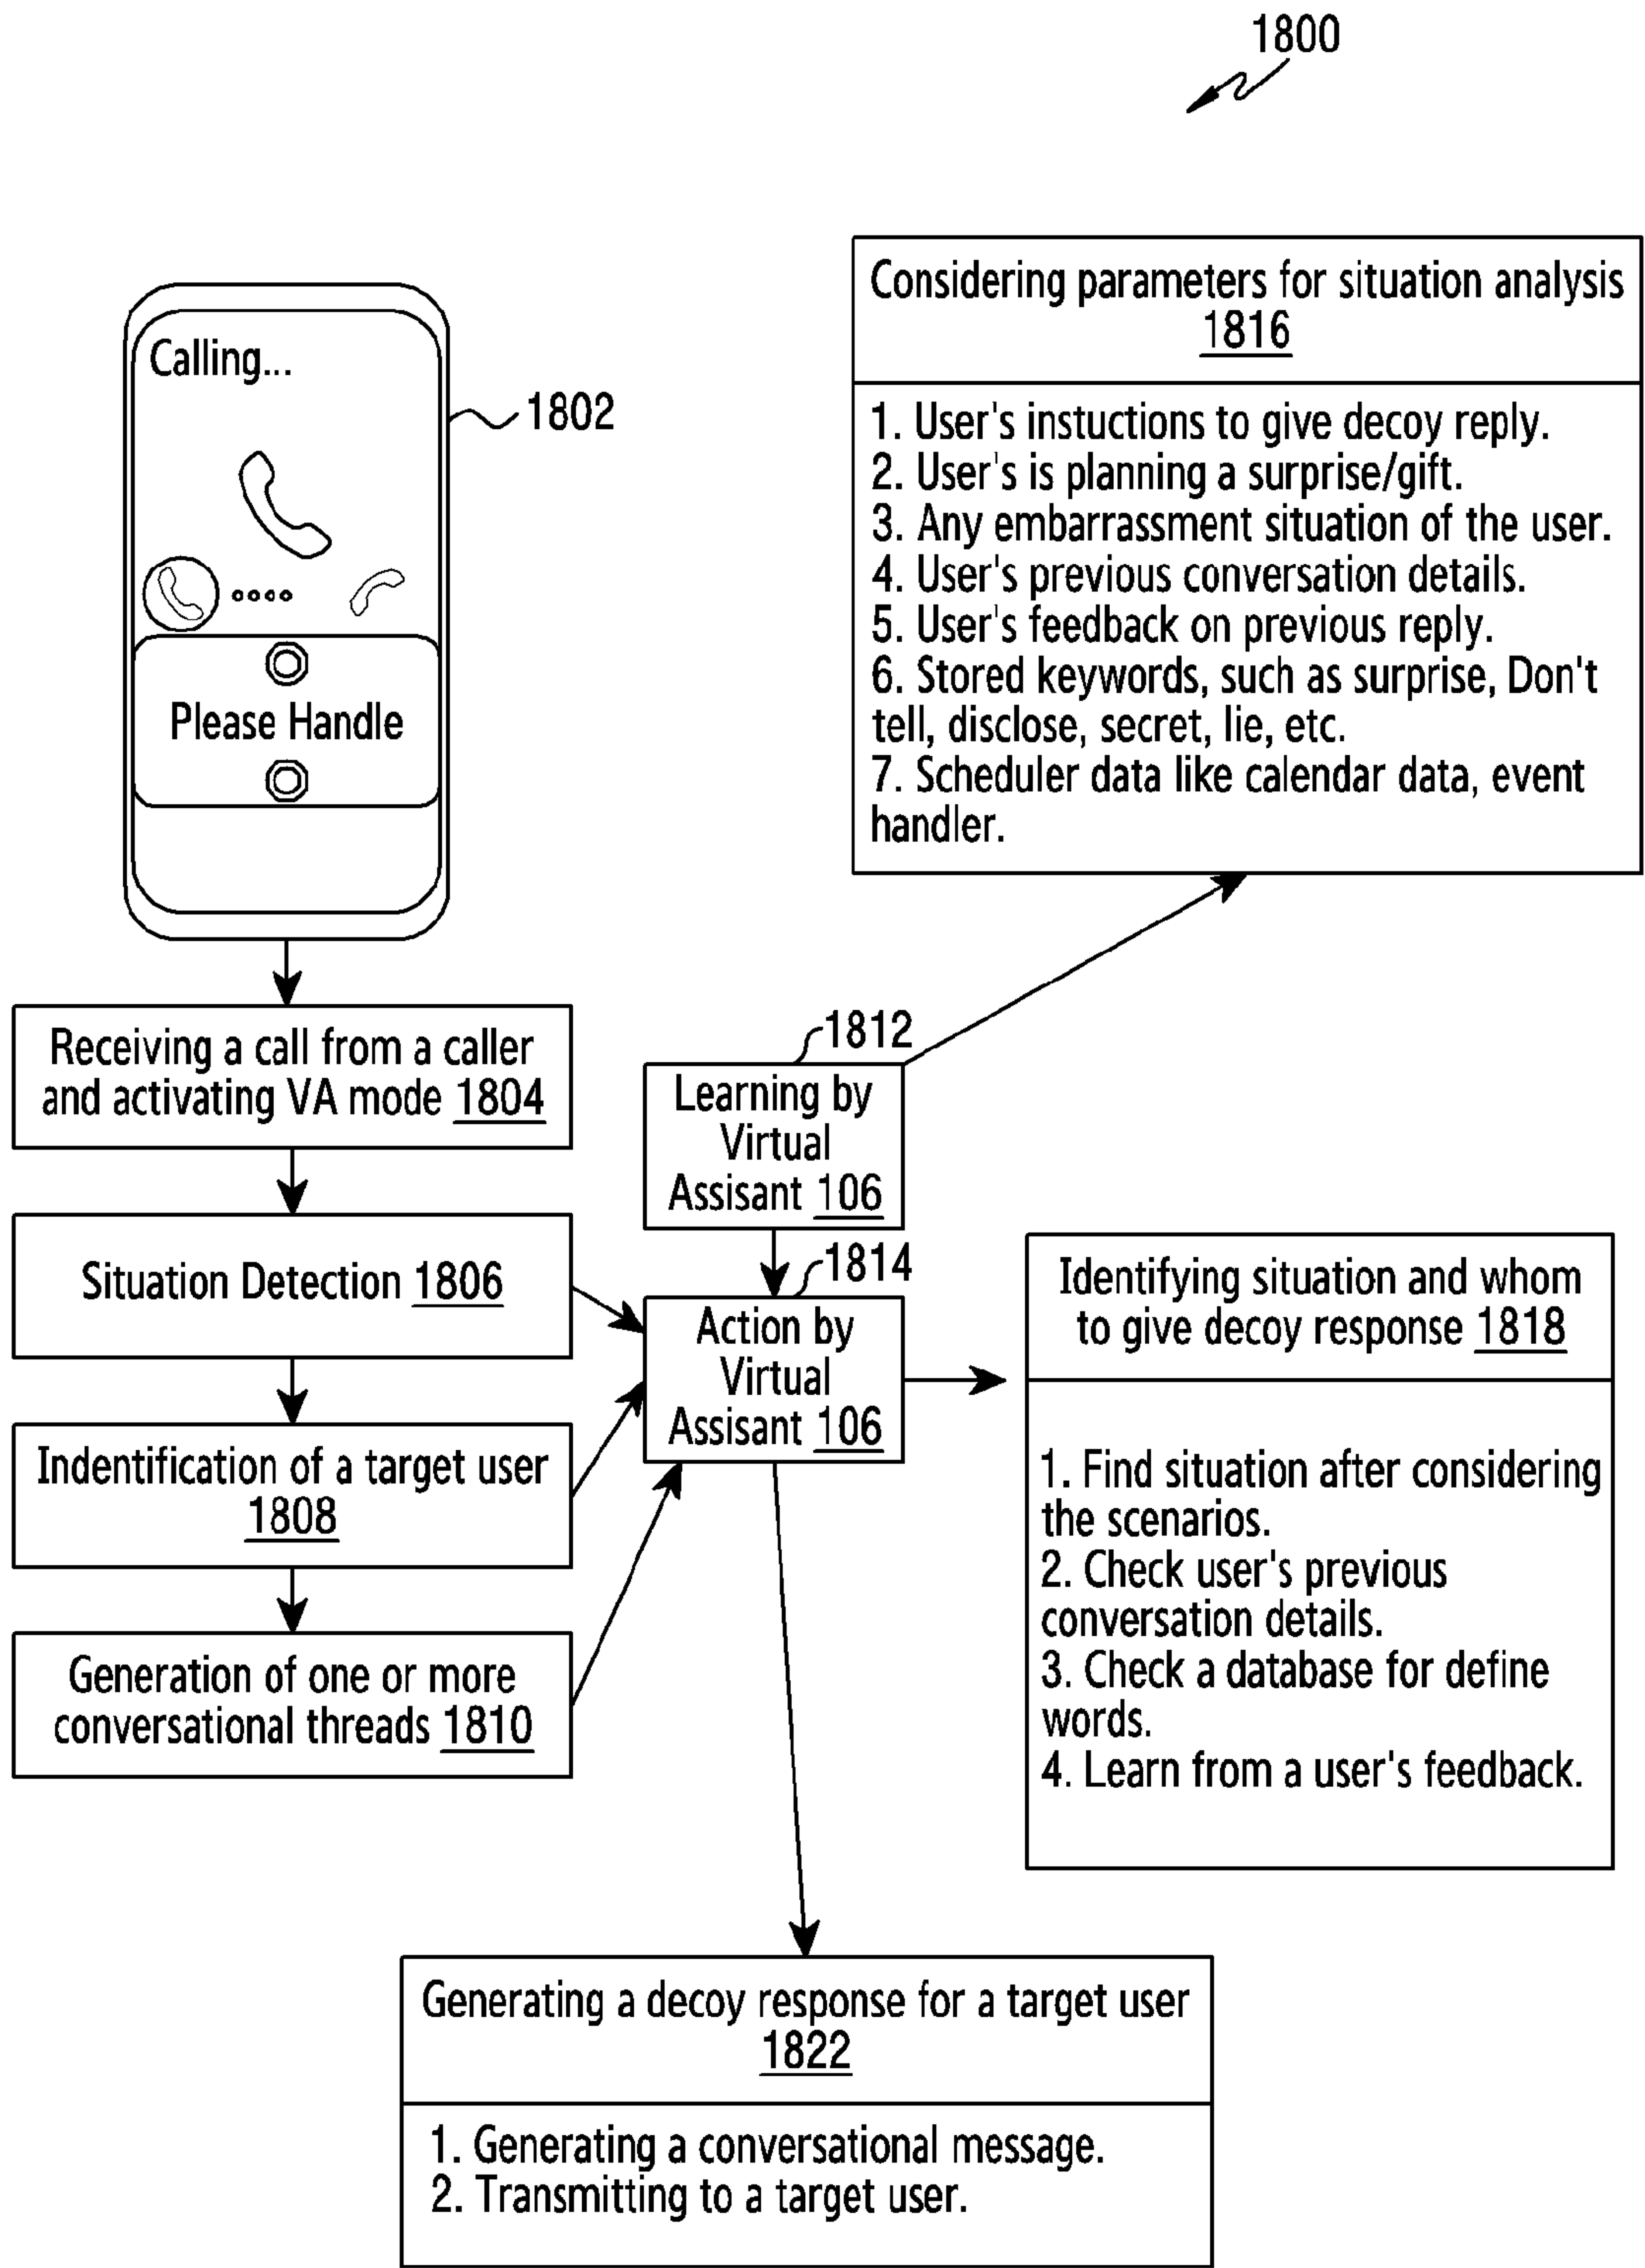 1800
Calling...
1802
Please Handle
Considering parameters for situation analysis
1816
1. User's instuctions to give decoy reply.
2. User's is planning a surprise/gift.
3. Any embarrassment situation of the user.
4. User's previous conversation details.
5. User's feedback on previous reply.
6. Stored keywords, such as surprise, Don't
tell, disclose, secret, lie, etc.
7. Scheduler data like calendar data, event
handler.
Receiving a call from a caller
and activating VA mode 1804
Situation Detection 1806
Indentification of a target user
1808
Generation of one or more
conversational threads 1810
1812
Learning by
Virtual
Assisant 106
1814
Action by
Virtual
Assisant 106
Identifying situation and whom
to give decoy response 1818
1. Find situation after considering
the scenarios.
2. Check user's previous
conversation details.
3. Check a database for define
words.
4. Learn from a user's feedback.
Generating a decoy response for a target user
1822
1. Generating a conversational message.
2. Transmitting to a target user.